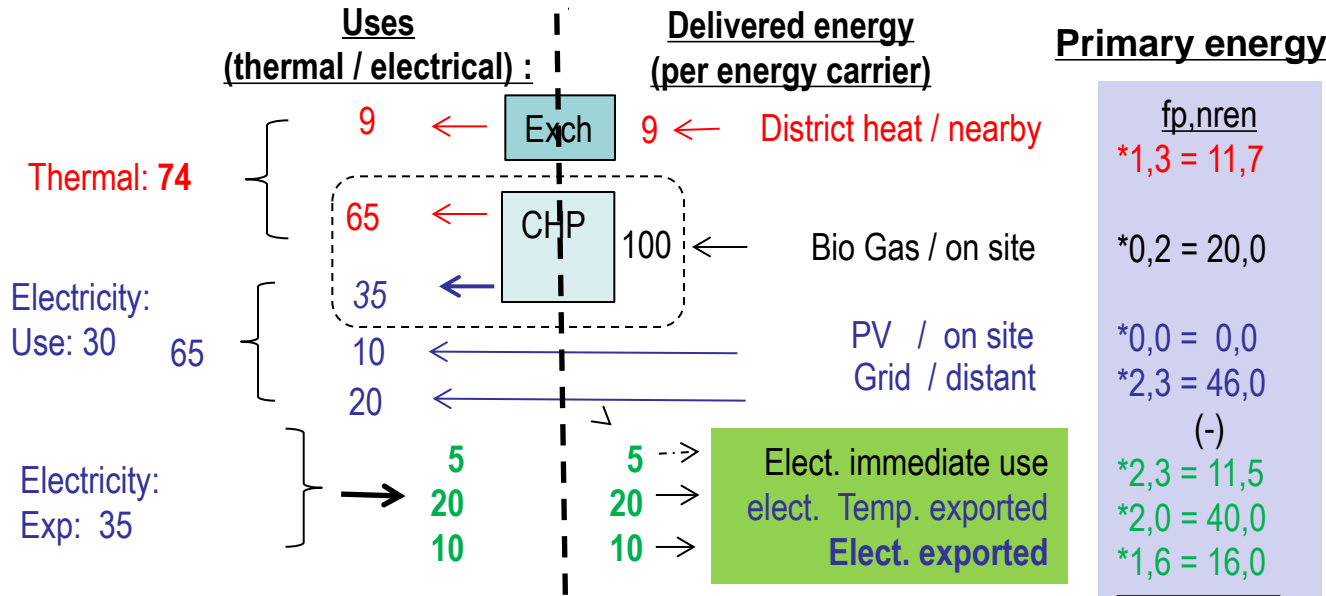 Uses
(thermal / electrical) :
Delivered energy
(per energy carrier)
Primary energy
fp,nren
9
Exch
9
District heat / nearby
*1,3 = 11,7
Thermal: 74
65
CHP
100
Bio Gas / on site
*0,2 = 20,0
35
Electricity:
Use: 30
65
10
PV / on site
*0,0 = 0,0
20
Grid / distant
*2,3 = 46,0
(-)
Electricity:
Exp: 35
5
5
Elect. immediate use
*2,3 = 11,5
20
20
elect. Temp. exported
*2,0 = 40,0
10
10
Elect. exported
*1,6 = 16,0